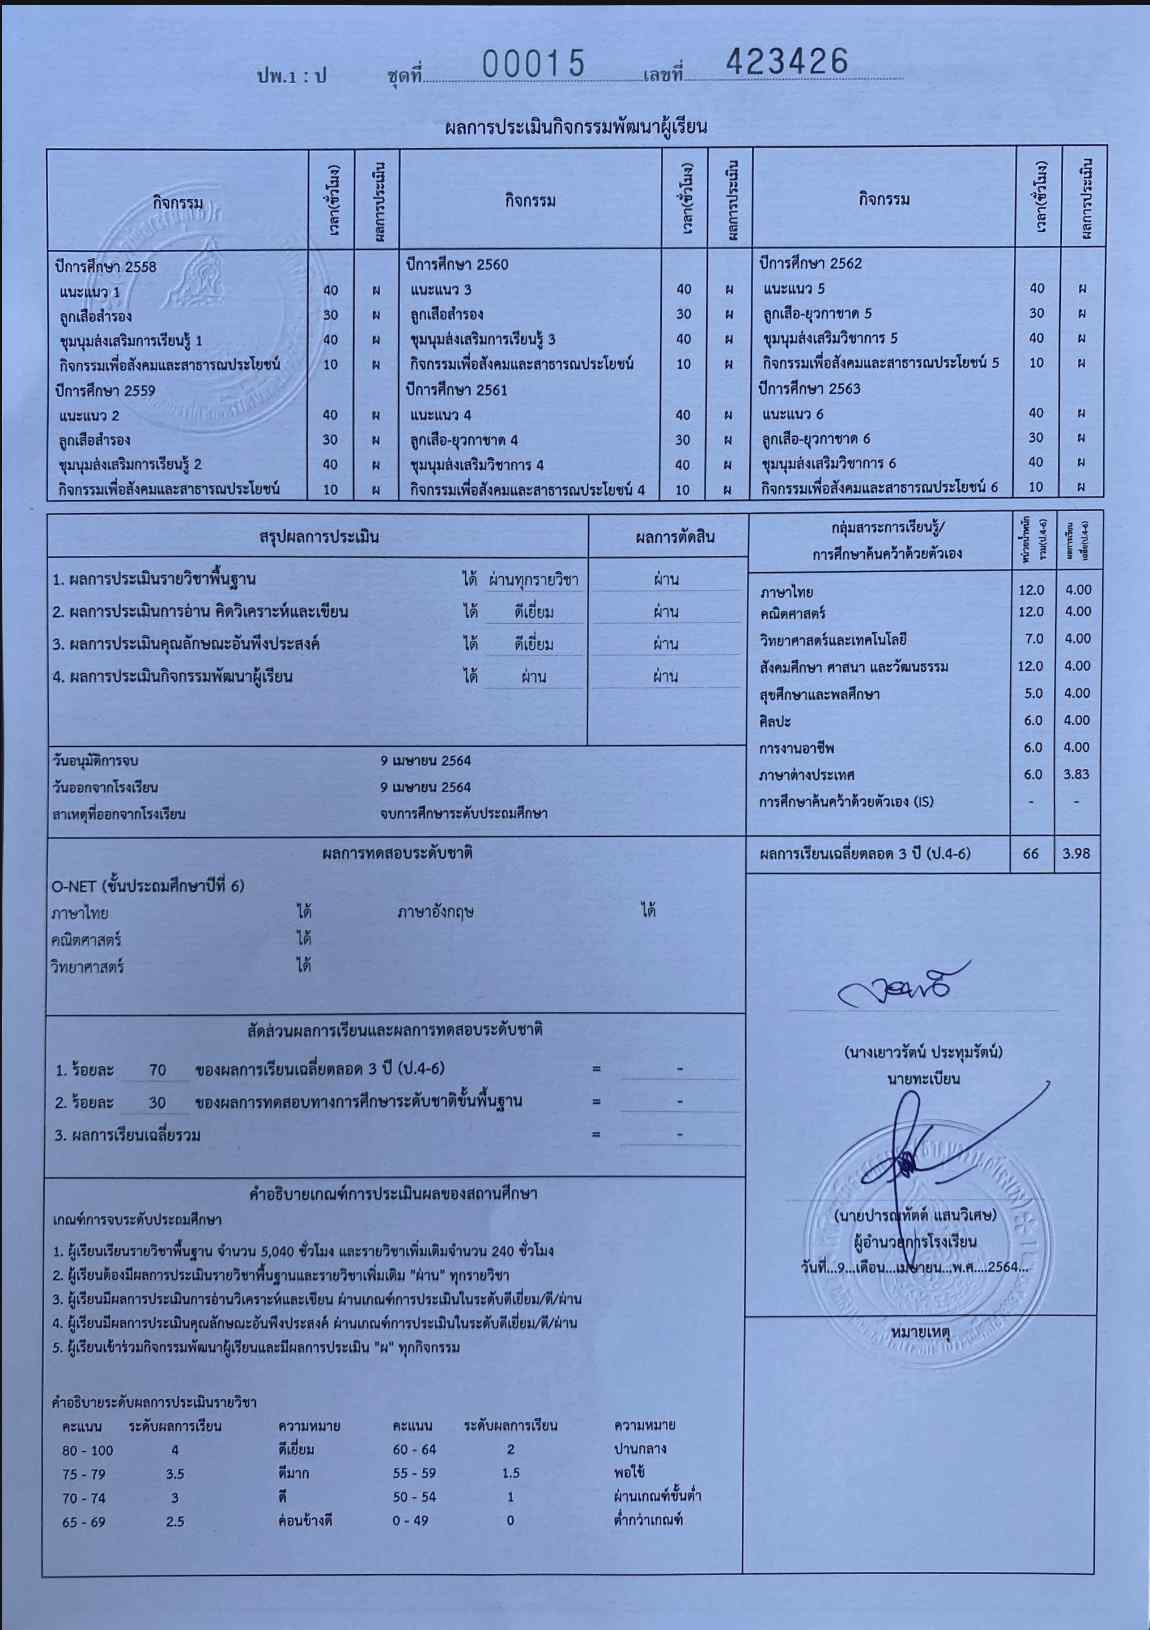 ปพ.1 : ป ชุดที่ 00015 เลขที่ 423426
ผลการประเมินกิจกรรมพัฒนาผู้เรียน
กิจกรรม เวลา(ชั่วโมง) ผลการประเมิน กิจกรรม เวลา(ชั่วโมง) ผลการประเมิน กิจกรรม เวลา(ชั่วโมง) ผลการประเมิน
ปีการศึกษา 2558 ปีการศึกษา 2560 ปีการศึกษา 2562
แนะแนว 1 40 ผ แนะแนว 3 40 ผ แนะแนว 5 40 ผ
ลูกเสือสำรอง 30 ผ ลูกเสือสำรอง 30 ผ ลูกเสือ-ยุวกาชาด 5 30 ผ
ชุมนุมส่งเสริมการเรียนรู้ 1 40 ผ ชุมนุมส่งเสริมการเรียนรู้ 3 40 ผ ชุมนุมส่งเสริมวิชาการ 5 40 ผ
กิจกรรมเพื่อสังคมและสาธารณประโยชน์ 10 ผ กิจกรรมเพื่อสังคมและสาธารณประโยชน์ 10 ผ กิจกรรมเพื่อสังคมและสาธารณประโยชน์ 5 10 ผ
ปีการศึกษา 2559 ปีการศึกษา 2561 ปีการศึกษา 2563
แนะแนว 2 40 ผ แนะแนว 4 40 ผ แนะแนว 6 40 ผ
ลูกเสือสำรอง 30 ผ ลูกเสือ-ยุวกาชาด 4 30 ผ ลูกเสือ-ยุวกาชาด 6 30 ผ
ชุมนุมส่งเสริมการเรียนรู้ 2 40 ผ ชุมนุมส่งเสริมวิชาการ 4 40 ผ ชุมนุมส่งเสริมวิชาการ 6 40 ผ
กิจกรรมเพื่อสังคมและสาธารณประโยชน์ 10 ผ กิจกรรมเพื่อสังคมและสาธารณประโยชน์ 4 10 ผ กิจกรรมเพื่อสังคมและสาธารณประโยชน์ 6 10 ผ
สรุปผลการประเมิน ผลการตัดสิน
1. ผลการประเมินรายวิชาพื้นฐาน ได้ ผ่านทุกรายวิชา ผ่าน
2. ผลการประเมินการอ่าน คิดวิเคราะห์และเขียน ได้ ดีเยี่ยม ผ่าน
3. ผลการประเมินคุณลักษณะอันพึงประสงค์ ได้ ดีเยี่ยม ผ่าน
4. ผลการประเมินกิจกรรมพัฒนาผู้เรียน ได้ ผ่าน ผ่าน
วันอนุมัติการจบ 9 เมษายน 2564
วันออกจากโรงเรียน 9 เมษายน 2564
สาเหตุที่ออกจากโรงเรียน จบการศึกษาระดับประถมศึกษา
ผลการทดสอบระดับชาติ
O-NET (ชั้นประถมศึกษาปีที่ 6)
ภาษาไทย ได้ ภาษาอังกฤษ ได้
คณิตศาสตร์ ได้
วิทยาศาสตร์ ได้
สัดส่วนผลการเรียนและผลการทดสอบระดับชาติ
1. ร้อยละ 70 ของผลการเรียนเฉลี่ยตลอด 3 ปี (ป.4-6) = -
2. ร้อยละ 30 ของผลการทดสอบทางการศึกษาระดับชาติขั้นพื้นฐาน = -
3. ผลการเรียนเฉลี่ยรวม = -
คำอธิบายเกณฑ์การประเมินผลของสถานศึกษา
เกณฑ์การจบระดับประถมศึกษา
1. ผู้เรียนเรียนรายวิชาพื้นฐาน จำนวน 5,040 ชั่วโมง และรายวิชาเพิ่มเติมจำนวน 240 ชั่วโมง
2. ผู้เรียนต้องมีผลการประเมินรายวิชาพื้นฐานและรายวิชาเพิ่มเติม "ผ่าน" ทุกรายวิชา
3. ผู้เรียนมีผลการประเมินการอ่านวิเคราะห์และเขียน ผ่านเกณฑ์การประเมินในระดับดีเยี่ยม/ดี/ผ่าน
4. ผู้เรียนมีผลการประเมินคุณลักษณะอันพึงประสงค์ ผ่านเกณฑ์การประเมินในระดับดีเยี่ยม/ดี/ผ่าน
5. ผู้เรียนเข้าร่วมกิจกรรมพัฒนาผู้เรียนและมีผลการประเมิน "ผ" ทุกกิจกรรม
คำอธิบายระดับผลการประเมินรายวิชา
คะแนน ระดับผลการเรียน ความหมาย คะแนน ระดับผลการเรียน ความหมาย
80 - 100 4 ดีเยี่ยม 60 - 64 2 ปานกลาง
75 - 79 3.5 ดีมาก 55 - 59 1.5 พอใช้
70 - 74 3 ดี 50 - 54 1 ผ่านเกณฑ์ขั้นต่ำ
65 - 69 2.5 ค่อนข้างดี 0 - 49 0 ต่ำกว่าเกณฑ์
กลุ่มสาระการเรียนรู้/
การศึกษาค้นคว้าด้วยตัวเอง
หน่วยน้ำหนัก
รวม(ป.4-6)
ผลการเรียน
เฉลี่ย(ป.4-6)
ภาษาไทย 12.0 4.00
คณิตศาสตร์ 12.0 4.00
วิทยาศาสตร์และเทคโนโลยี 7.0 4.00
สังคมศึกษา ศาสนา และวัฒนธรรม 12.0 4.00
สุขศึกษาและพลศึกษา 5.0 4.00
ศิลปะ 6.0 4.00
การงานอาชีพ 6.0 4.00
ภาษาต่างประเทศ 6.0 3.83
การศึกษาค้นคว้าด้วยตัวเอง (IS) - -
ผลการเรียนเฉลี่ยตลอด 3 ปี (ป.4-6) 66 3.98
(นางเยาวรัตน์ ประทุมรัตน์)
นายทะเบียน
(นายปารณทัตต์ แสนวิเศษ)
ผู้อำนวยการโรงเรียน
วันที่...9...เดือน...เมษายน...พ.ศ....2564...
หมายเหตุ